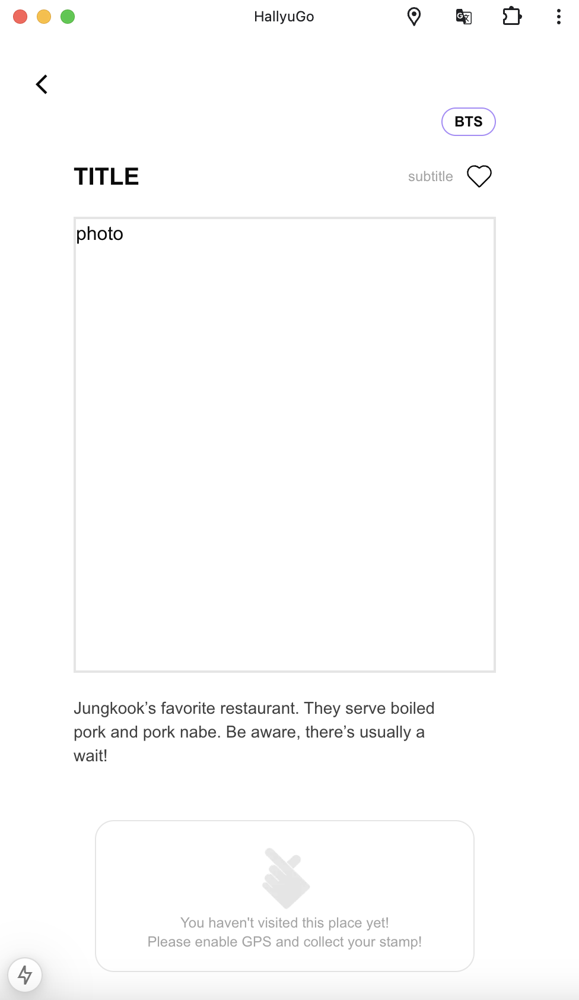 HallyuGo
BTS
TITLE
subtitle
photo
Jungkook’s favorite restaurant. They serve boiled
pork and pork nabe. Be aware, there’s usually a
wait!
You haven't visited this place yet!
Please enable GPS and collect your stamp!